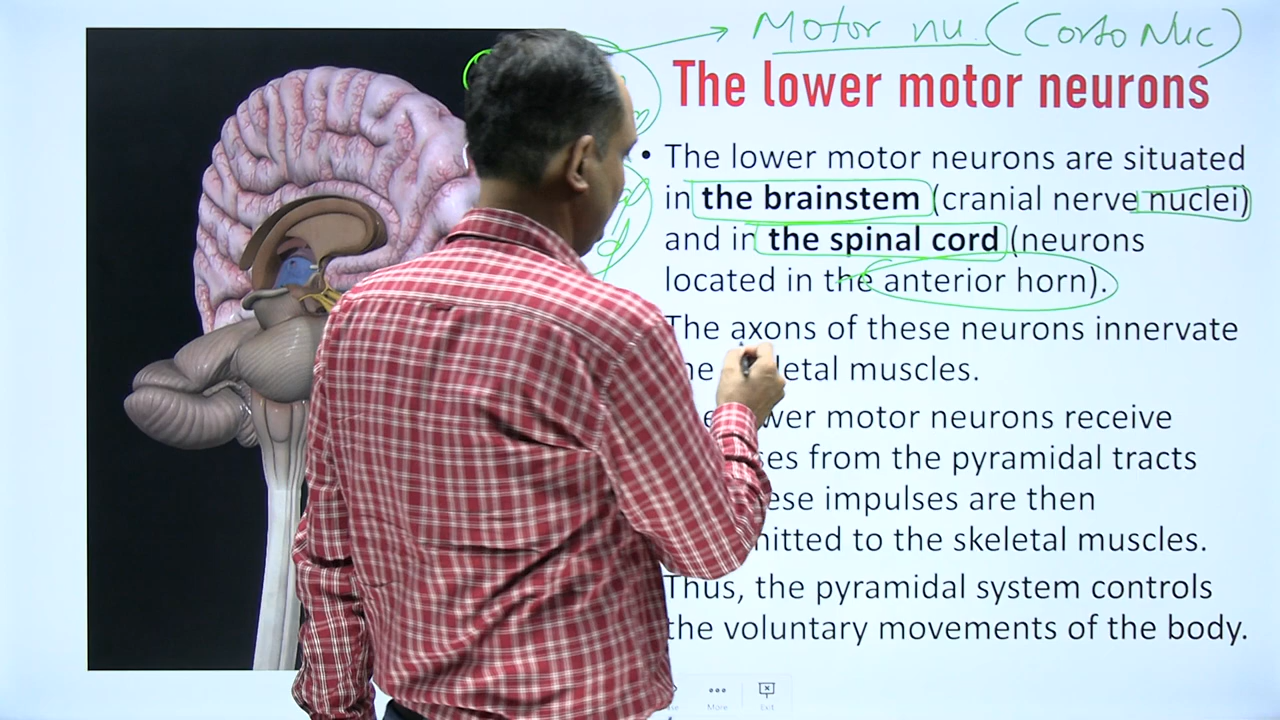 Motor nu. (Corto Nuc)
The lower motor neurons
• The lower motor neurons are situated
in the brainstem (cranial nerve nuclei)
and in the spinal cord (neurons
located in the anterior horn).
The axons of these neurons innervate
etal muscles.
wer motor neurons receive
ses from the pyramidal tracts
ese impulses are then
mitted to the skeletal muscles.
Thus, the pyramidal system controls
the voluntary movements of the body.
More
Exit